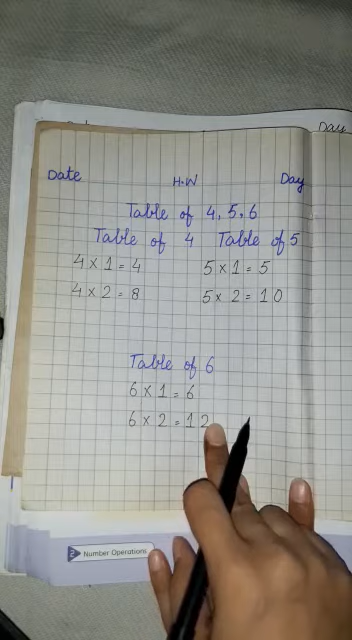 Day
Date H.W Day
Table of 4, 5, 6
Table of 4 Table of 5
4 × 1 = 4 5 × 1 = 5
4 × 2 = 8 5 × 2 = 10
Table of 6
6 × 1 = 6
6 × 2 = 12
Number Operations